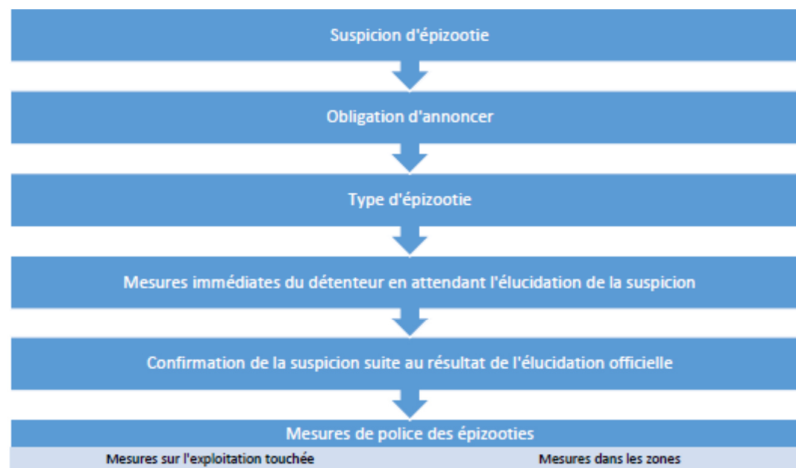 Suspicion d'épizootie
Obligation d'annoncer
Type d'épizootie
Mesures immédiates du détenteur en attendant l'élucidation de la suspicion
Confirmation de la suspicion suite au résultat de l'élucidation officielle
Mesures de police des épizooties
Mesures sur l'exploitation touchée
Mesures dans les zones